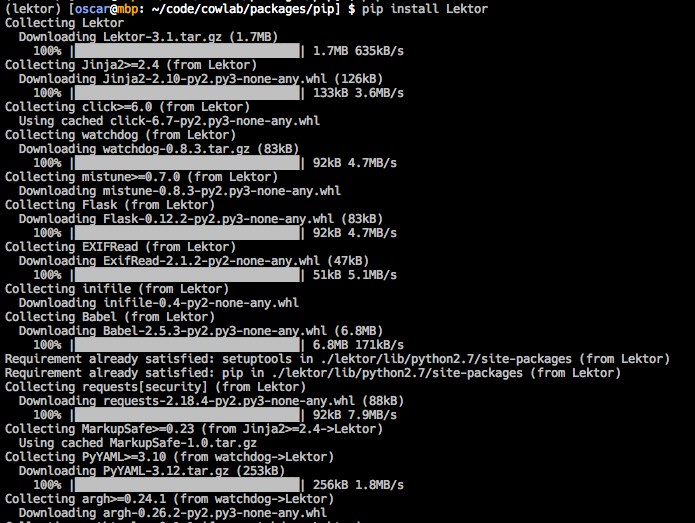 (lektor) [oscar@mbp: ~/code/cowlab/packages/pip] $ pip install Lektor
Collecting Lektor
Downloading Lektor-3.1.tar.gz (1.7MB)
100% |████████████████████████████████| 1.7MB 635kB/s
Collecting Jinja2>=2.4 (from Lektor)
Downloading Jinja2-2.10-py2.py3-none-any.whl (126kB)
100% |████████████████████████████████| 133kB 3.6MB/s
Collecting click>=6.0 (from Lektor)
Using cached click-6.7-py2.py3-none-any.whl
Collecting watchdog (from Lektor)
Downloading watchdog-0.8.3.tar.gz (83kB)
100% |████████████████████████████████| 92kB 4.7MB/s
Collecting mistune>=0.7.0 (from Lektor)
Downloading mistune-0.8.3-py2.py3-none-any.whl
Collecting Flask (from Lektor)
Downloading Flask-0.12.2-py2.py3-none-any.whl (83kB)
100% |████████████████████████████████| 92kB 4.7MB/s
Collecting EXIFRead (from Lektor)
Downloading ExifRead-2.1.2-py2-none-any.whl (47kB)
100% |████████████████████████████████| 51kB 5.1MB/s
Collecting inifile (from Lektor)
Downloading inifile-0.4-py2-none-any.whl
Collecting Babel (from Lektor)
Downloading Babel-2.5.3-py2.py3-none-any.whl (6.8MB)
100% |████████████████████████████████| 6.8MB 171kB/s
Requirement already satisfied: setuptools in ./lektor/lib/python2.7/site-packages (from Lektor)
Requirement already satisfied: pip in ./lektor/lib/python2.7/site-packages (from Lektor)
Collecting requests[security] (from Lektor)
Downloading requests-2.18.4-py2.py3-none-any.whl (88kB)
100% |████████████████████████████████| 92kB 7.9MB/s
Collecting MarkupSafe>=0.23 (from Jinja2>=2.4->Lektor)
Using cached MarkupSafe-1.0.tar.gz
Collecting PyYAML>=3.10 (from watchdog->Lektor)
Downloading PyYAML-3.12.tar.gz (253kB)
100% |████████████████████████████████| 256kB 1.8MB/s
Collecting argh>=0.24.1 (from watchdog->Lektor)
Downloading argh-0.26.2-py2.py3-none-any.whl